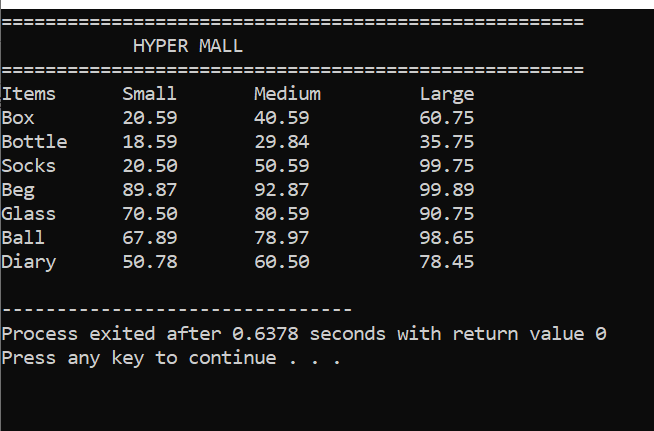 =====================================================
HYPER MALL
=====================================================
Items Small Medium Large
Box 20.59 40.59 60.75
Bottle 18.59 29.84 35.75
Socks 20.50 50.59 99.75
Beg 89.87 92.87 99.89
Glass 70.50 80.59 90.75
Ball 67.89 78.97 98.65
Diary 50.78 60.50 78.45
--------------------------------
Process exited after 0.6378 seconds with return value 0
Press any key to continue . . .